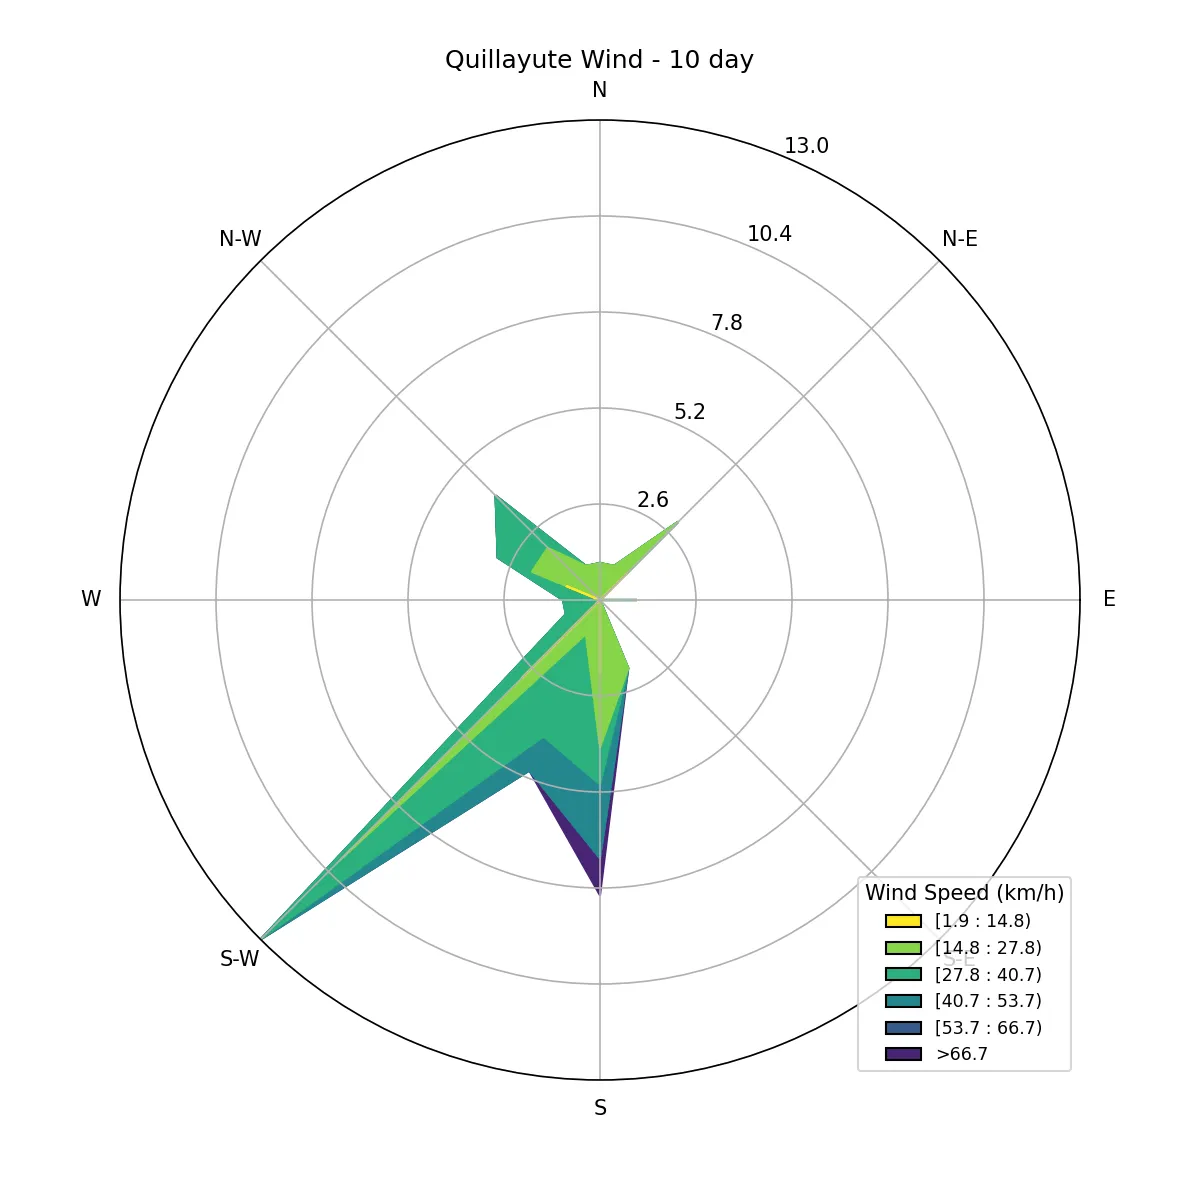 Quillayute Wind - 10 day
N
13.0
10.4
N-W
N-E
7.8
5.2
2.6
W
E
Wind Speed (km/h)
[1.9 : 14.8)
[14.8 : 27.8)
S-W
S-E
[27.8 : 40.7)
[40.7 : 53.7)
[53.7 : 66.7)
>66.7
S